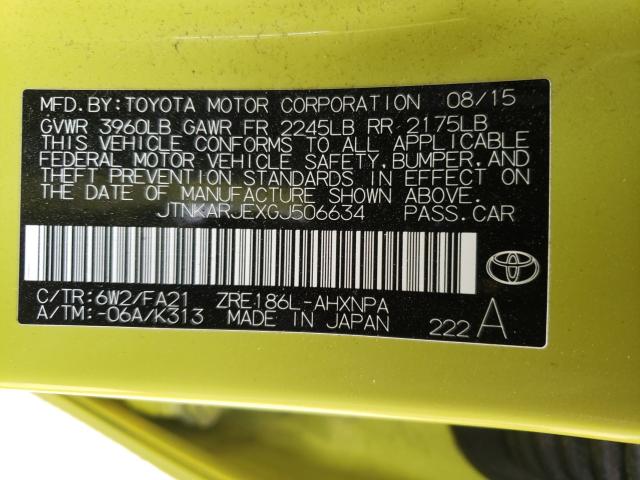 MFD.BY:TOYOTA MOTOR CORPORATION 08/15
GVWR 3960LB GAWR FR 2245LB RR 2175LB
THIS VEHICLE CONFORMS TO ALL APPLICABLE
FEDERAL MOTOR VEHICLE SAFETY,BUMPER,AND
THEFT PREVENTION STANDARDS IN EFFECT ON
THE DATE OF MANUFACTURE SHOWN ABOVE.
JTNKARJEXGJ506634 PASS.CAR
C/TR:6W2/FA21 ZRE186L-AHXNPA
A/TM:-06A/K313 MADE IN JAPAN 222 A